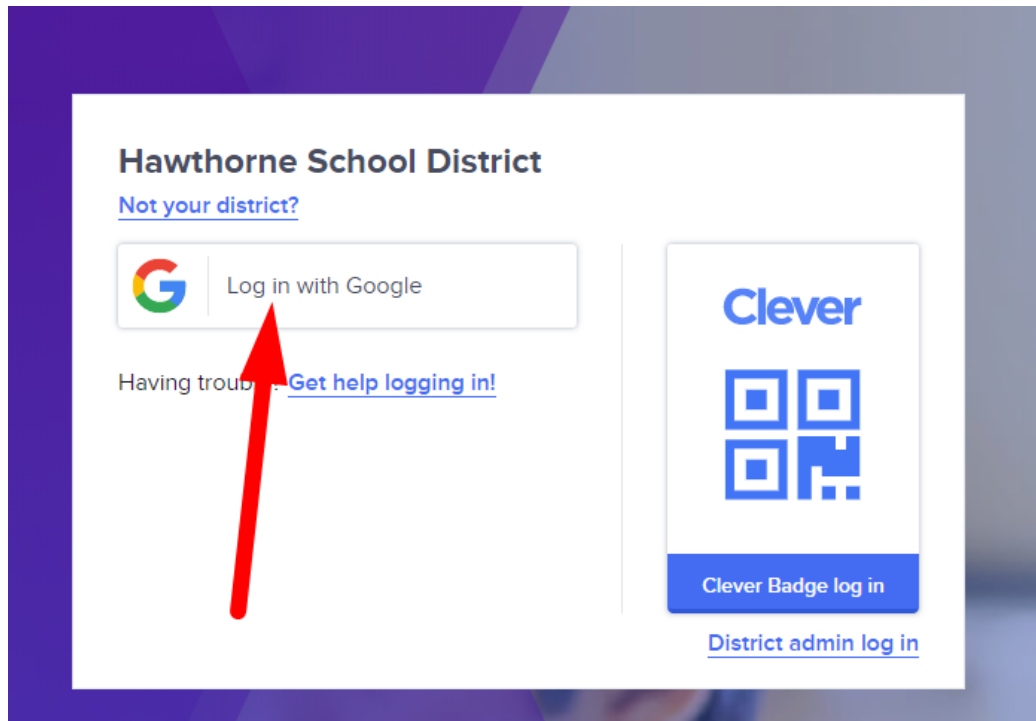 Hawthorne School District
Not your district?
Log in with Google
Having Get help logging in!
Clever
Clever Badge log in
District admin log in